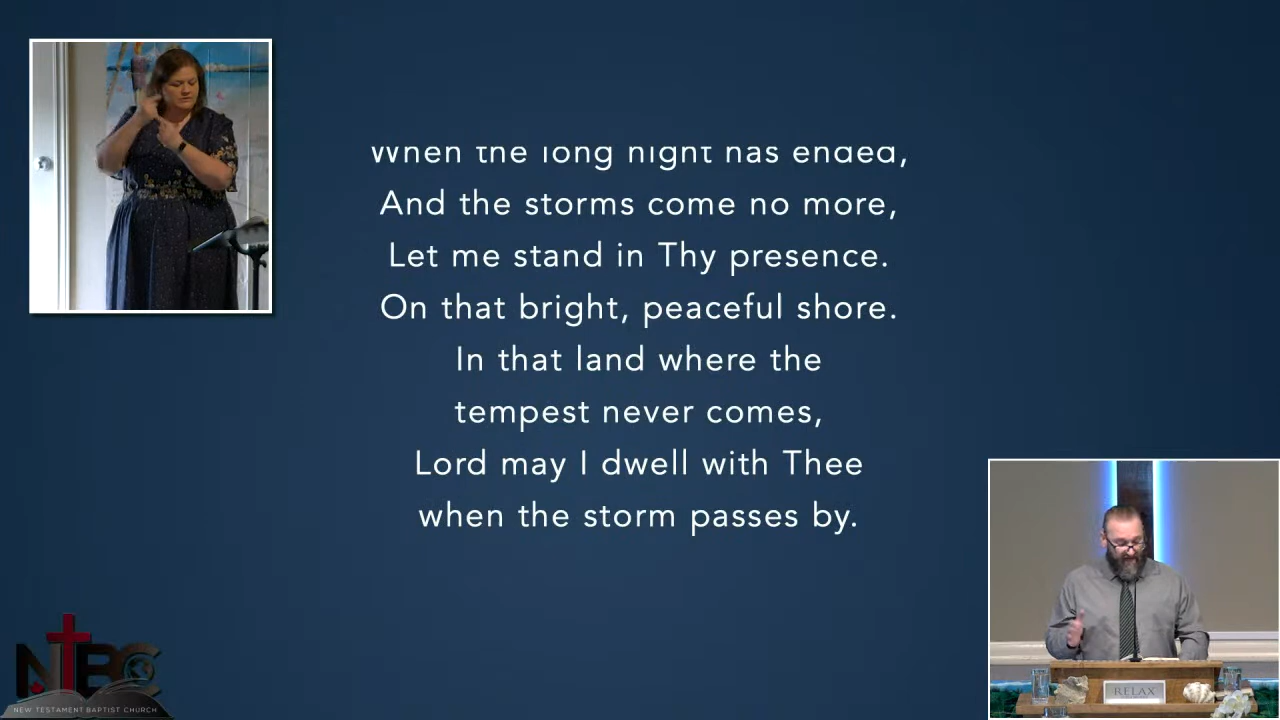 When the long night has ended,
And the storms come no more,
Let me stand in Thy presence.
On that bright, peaceful shore.
In that land where the
tempest never comes,
Lord may I dwell with Thee
when the storm passes by.
NTBC
NEW TESTAMENT BAPTIST CHURCH
RELAX